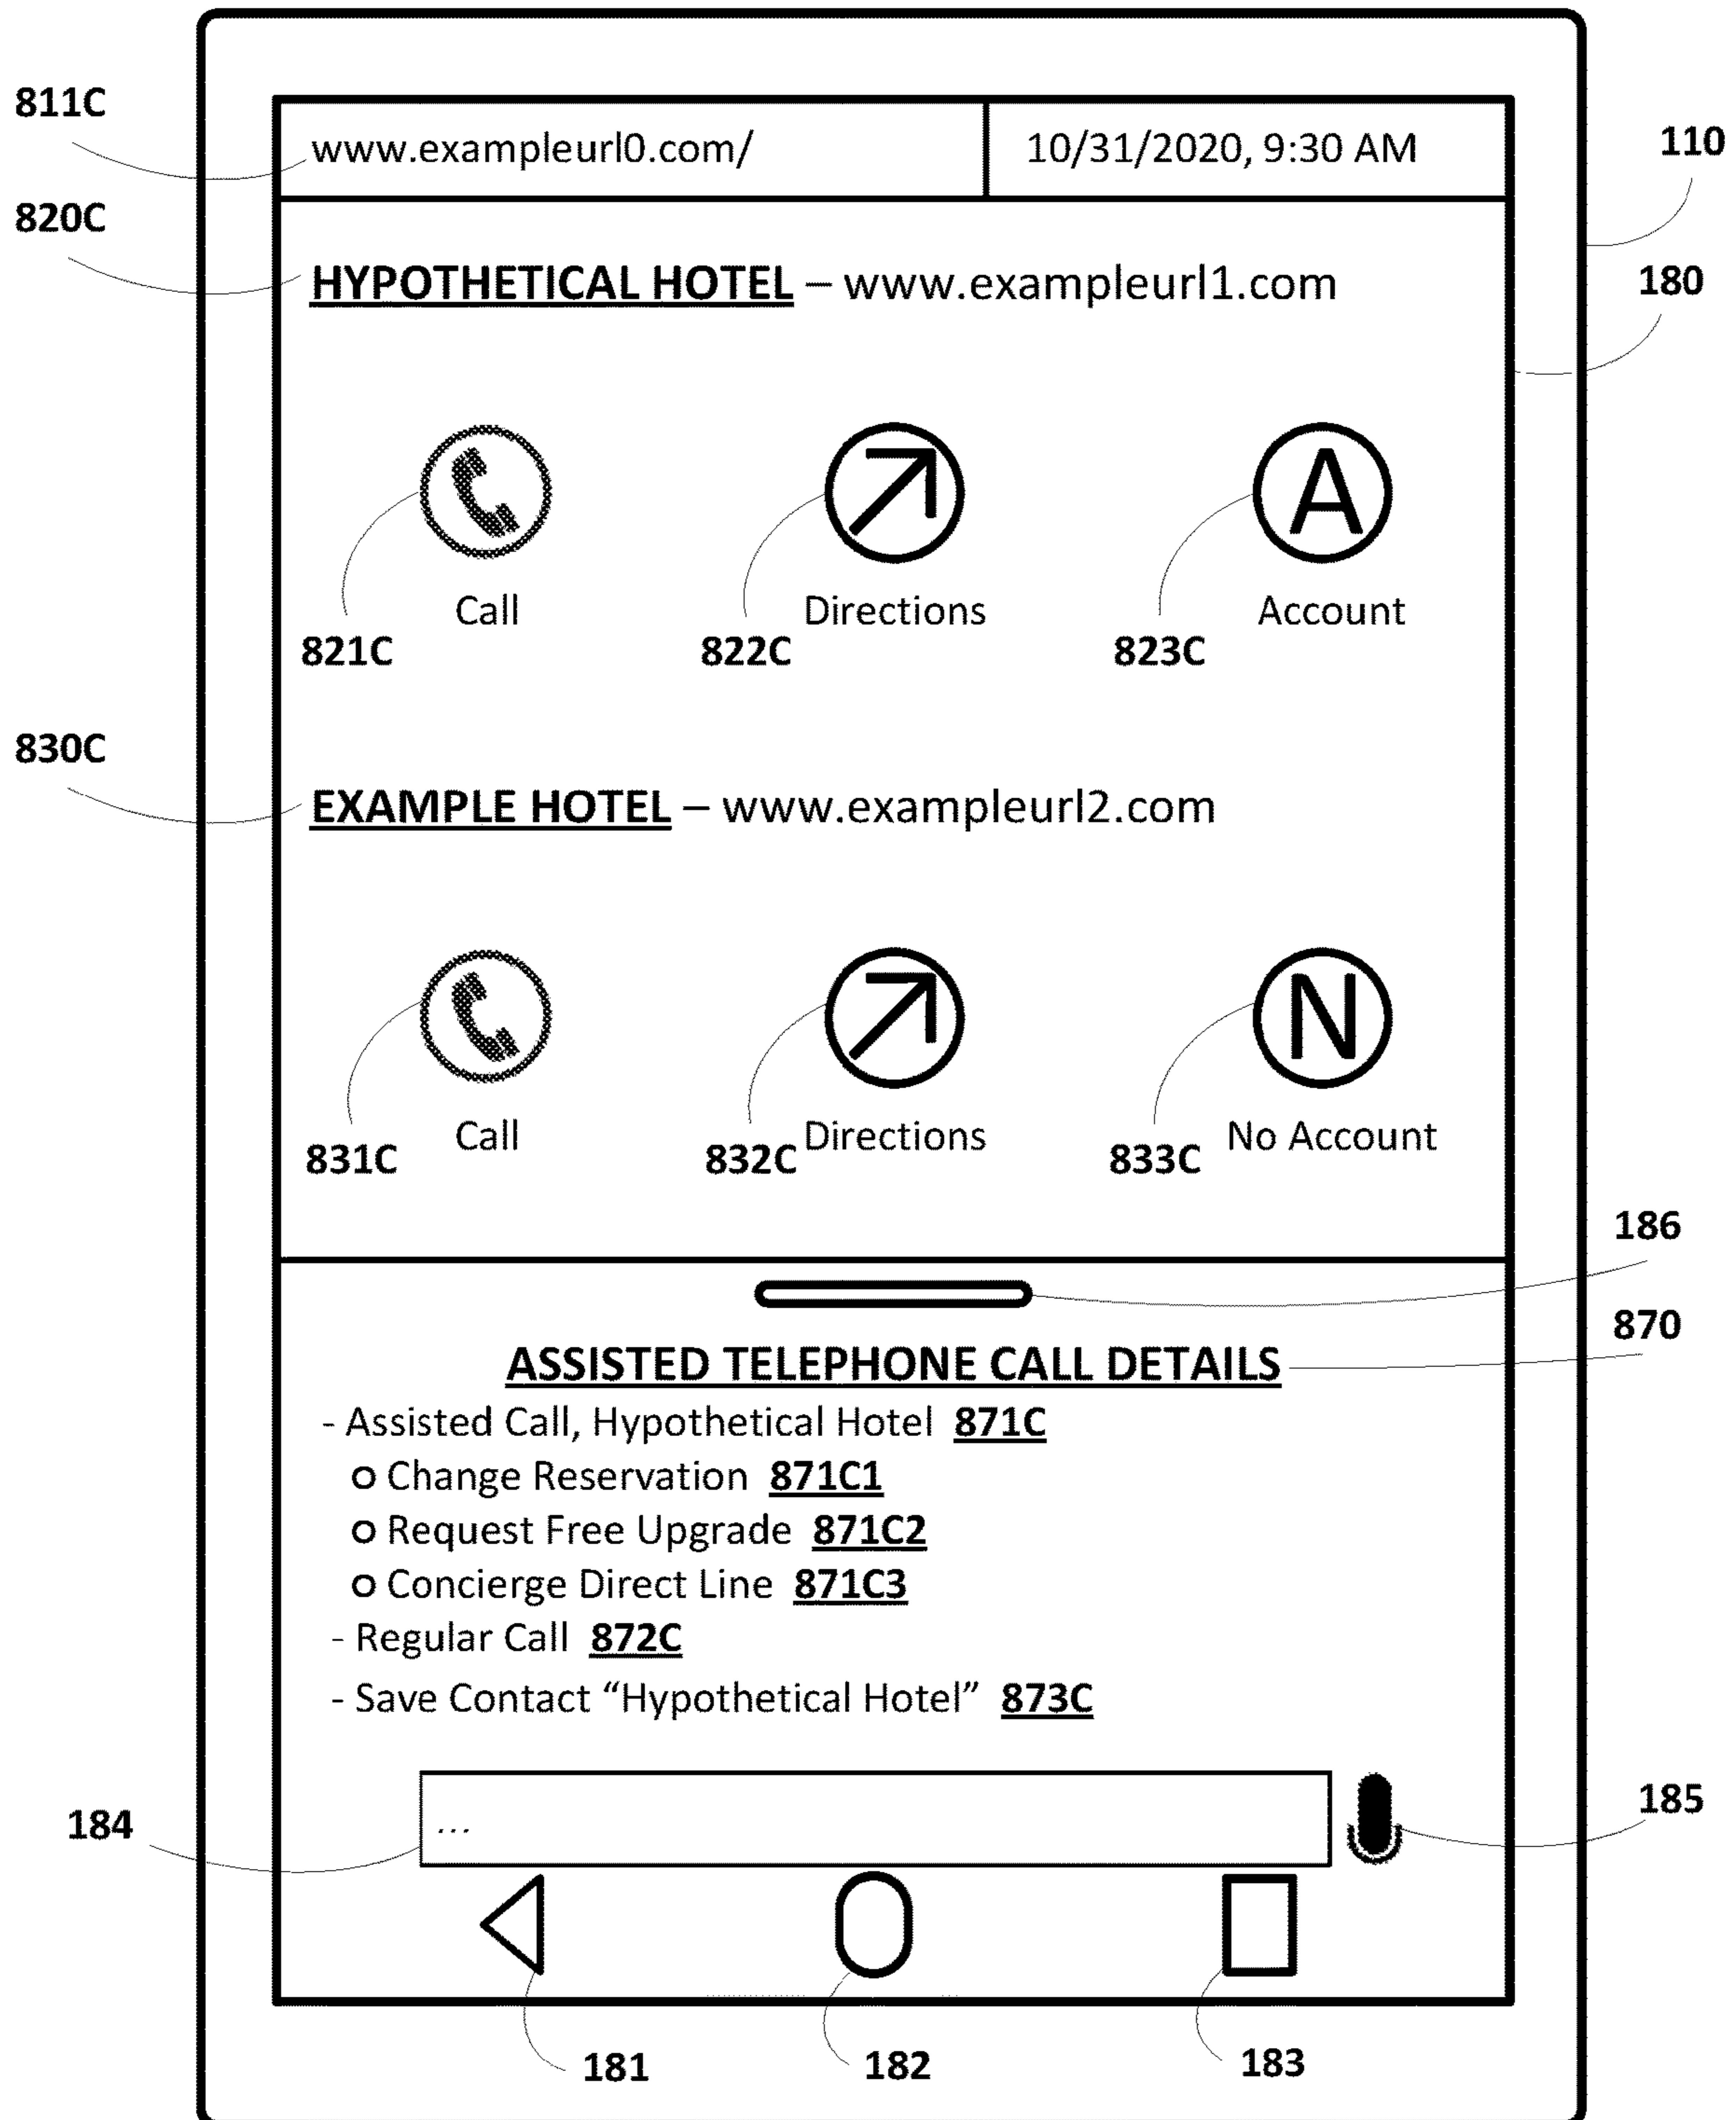 811C
www.exampleurl0.com/
10/31/2020, 9:30 AM
110
820C
HYPOTHETICAL HOTEL – www.exampleurl1.com
180
A
Call
Directions
Account
821C
822C
823C
830C
EXAMPLE HOTEL – www.exampleurl2.com
N
Call
Directions
No Account
831C
832C
833C
186
870
ASSISTED TELEPHONE CALL DETAILS
- Assisted Call, Hypothetical Hotel 871C
o Change Reservation 871C1
o Request Free Upgrade 871C2
o Concierge Direct Line 871C3
- Regular Call 872C
- Save Contact “Hypothetical Hotel” 873C
184
...
185
181
182
183